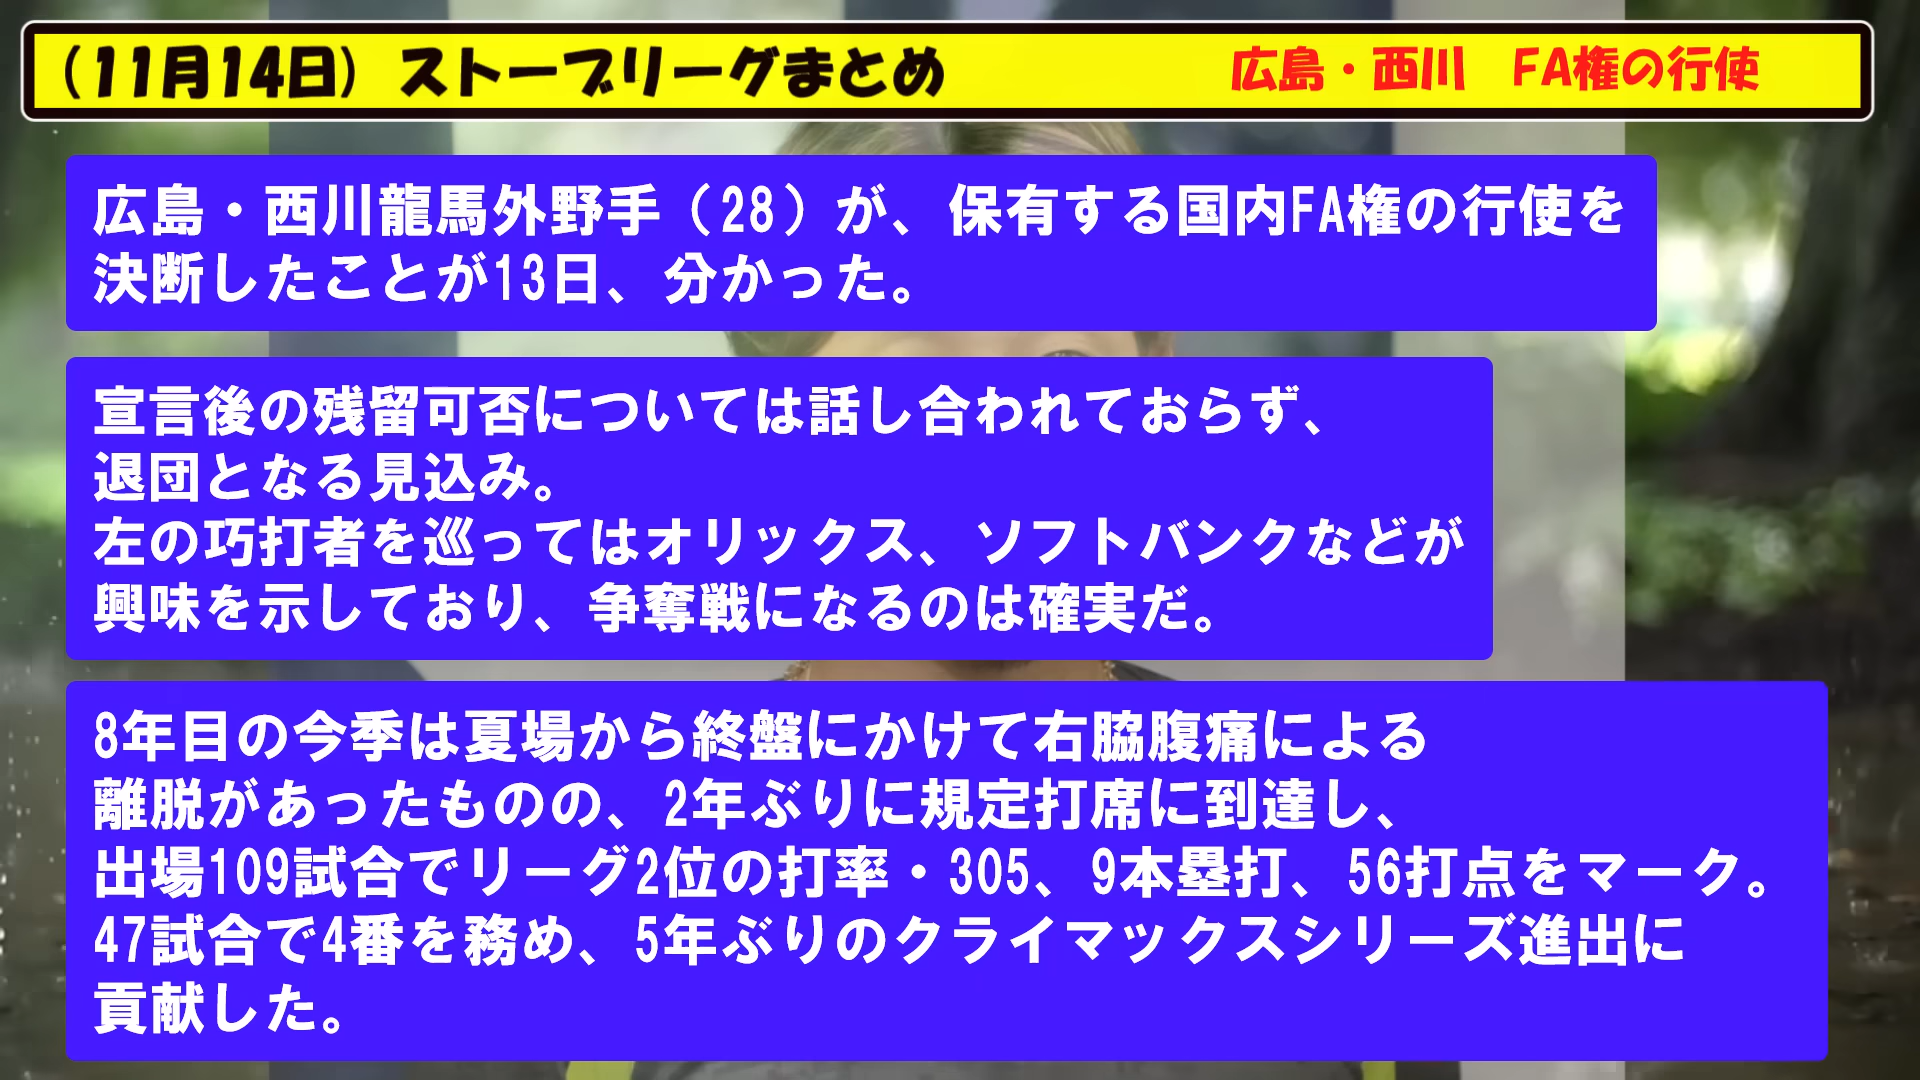 (11月14日) ストーブリーグまとめ
広島・西川　FA権の行使
広島・西川龍馬外野手（28）が、保有する国内FA権の行使を
決断したことが13日、分かった。
宣言後の残留可否については話し合われておらず、
退団となる見込み。
左の巧打者を巡ってはオリックス、ソフトバンクなどが
興味を示しており、争奪戦になるのは確実だ。
8年目の今季は夏場から終盤にかけて右脇腹痛による
離脱があったものの、2年ぶりに規定打席に到達し、
出場109試合でリーグ2位の打率・305、9本塁打、56打点をマーク。
47試合で4番を務め、5年ぶりのクライマックスシリーズ進出に
貢献した。